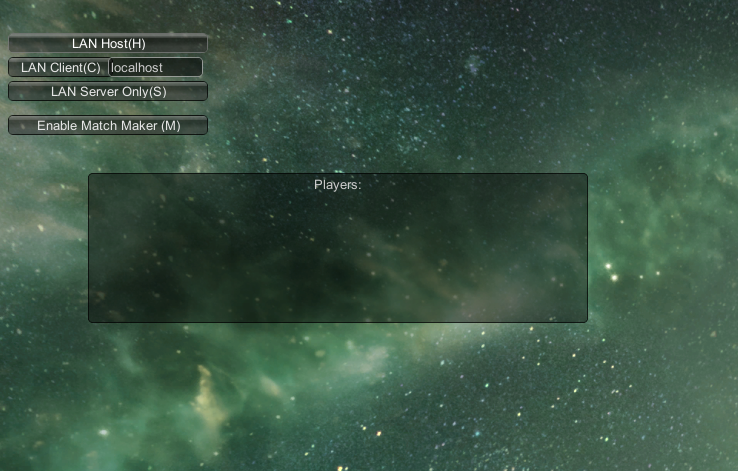 LAN Host(H)
LAN Client(C) localhost
LAN Server Only(S)
Enable Match Maker (M)
Players: